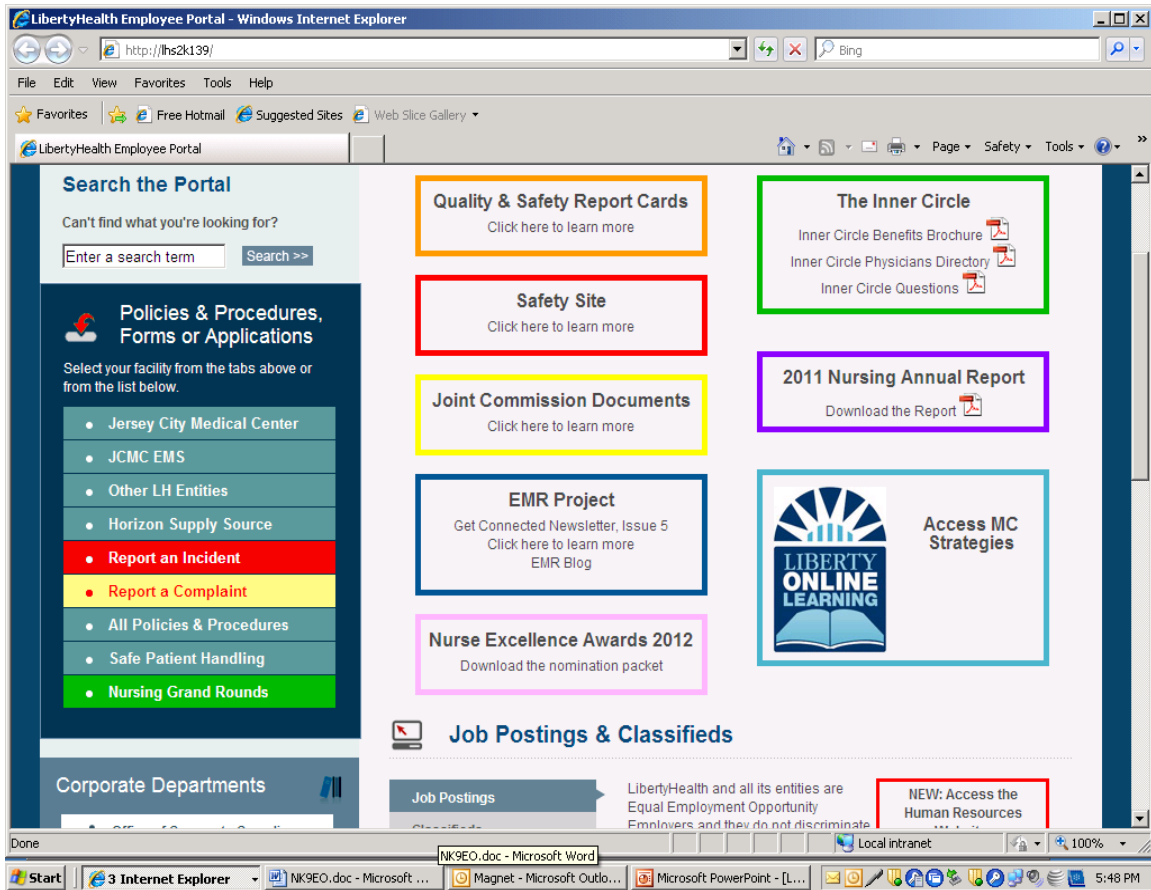 LibertyHealth Employee Portal - Windows Internet Explorer
http://lhs2k139/
Bing
File Edit View Favorites Tools Help
Favorites Free Hotmail Suggested Sites Web Slice Gallery
LibertyHealth Employee Portal
Page Safety Tools
Search the Portal
Can't find what you're looking for?
Enter a search term Search >>
Policies & Procedures,
Forms or Applications
Select your facility from the tabs above or
from the list below.
Jersey City Medical Center
JCMC EMS
Other LH Entities
Horizon Supply Source
Report an Incident
Report a Complaint
All Policies & Procedures
Safe Patient Handling
Nursing Grand Rounds
Corporate Departments
Quality & Safety Report Cards
Click here to learn more
Safety Site
Click here to learn more
Joint Commission Documents
Click here to learn more
EMR Project
Get Connected Newsletter, Issue 5
Click here to learn more
EMR Blog
Nurse Excellence Awards 2012
Download the nomination packet
The Inner Circle
Inner Circle Benefits Brochure
Inner Circle Physicians Directory
Inner Circle Questions
2011 Nursing Annual Report
Download the Report
LIBERTY
ONLINE
LEARNING
Access MC
Strategies
Job Postings & Classifieds
Job Postings
Classifieds
LibertyHealth and all its entities are
Equal Employment Opportunity
Employers and they do not discriminate
NEW: Access the
Human Resources
Done
Local intranet
100%
NK9EO.doc - Microsoft Word
Start
3 Internet Explorer
NK9EO.doc - Microsoft ...
Magnet - Microsoft Outlo...
Microsoft PowerPoint - [L...
5:48 PM